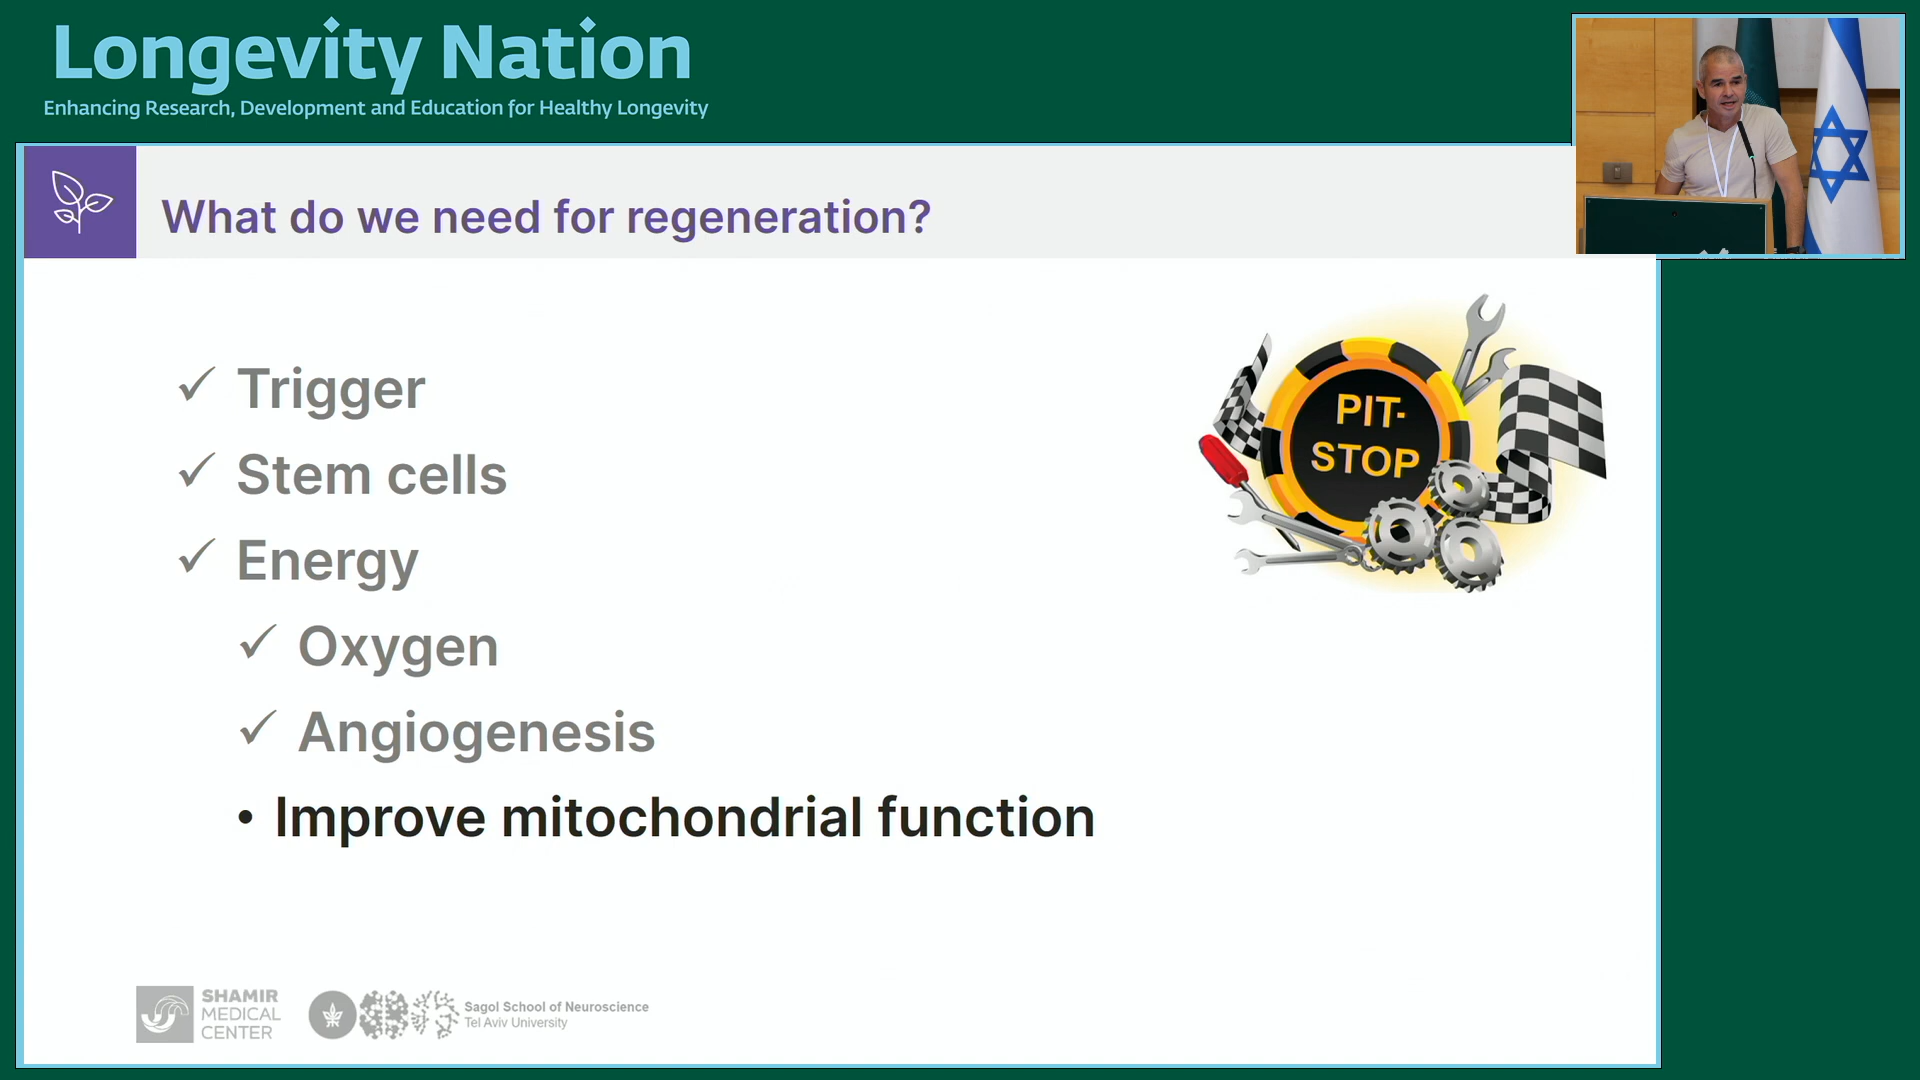 Longevity Nation
Enhancing Research, Development and Education for Healthy Longevity
What do we need for regeneration?
✓ Trigger
✓ Stem cells
✓ Energy
✓ Oxygen
✓ Angiogenesis
• Improve mitochondrial function
PIT-
STOP
SHAMIR
MEDICAL
CENTER
Sagol School of Neuroscience
Tel Aviv University